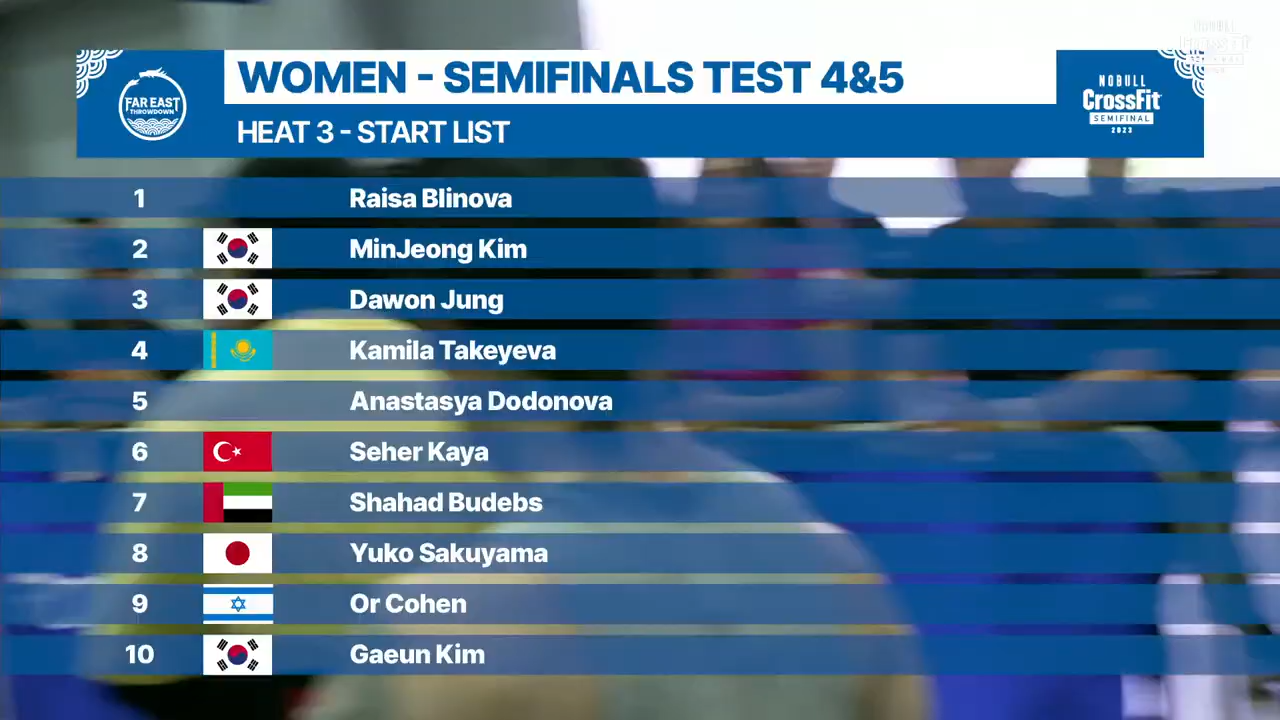 WOMEN - SEMIFINALS TEST 4&5
HEAT 3 - START LIST
FAR EAST
THROWDOWN
NOBULL
CrossFit
SEMIFINAL
2023
1 Raisa Blinova
2 MinJeong Kim
3 Dawon Jung
4 Kamila Takeyeva
5 Anastasya Dodonova
6 Seher Kaya
7 Shahad Budebs
8 Yuko Sakuyama
9 Or Cohen
10 Gaeun Kim